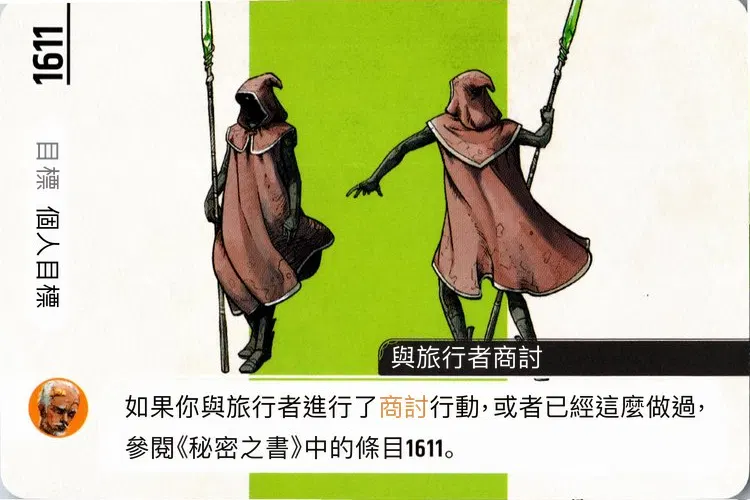 1611
目標 個人目標
與旅行者商討
如果你與旅行者進行了商討行動,或者已經這麼做過,
參閱《秘密之書》中的條目1611。